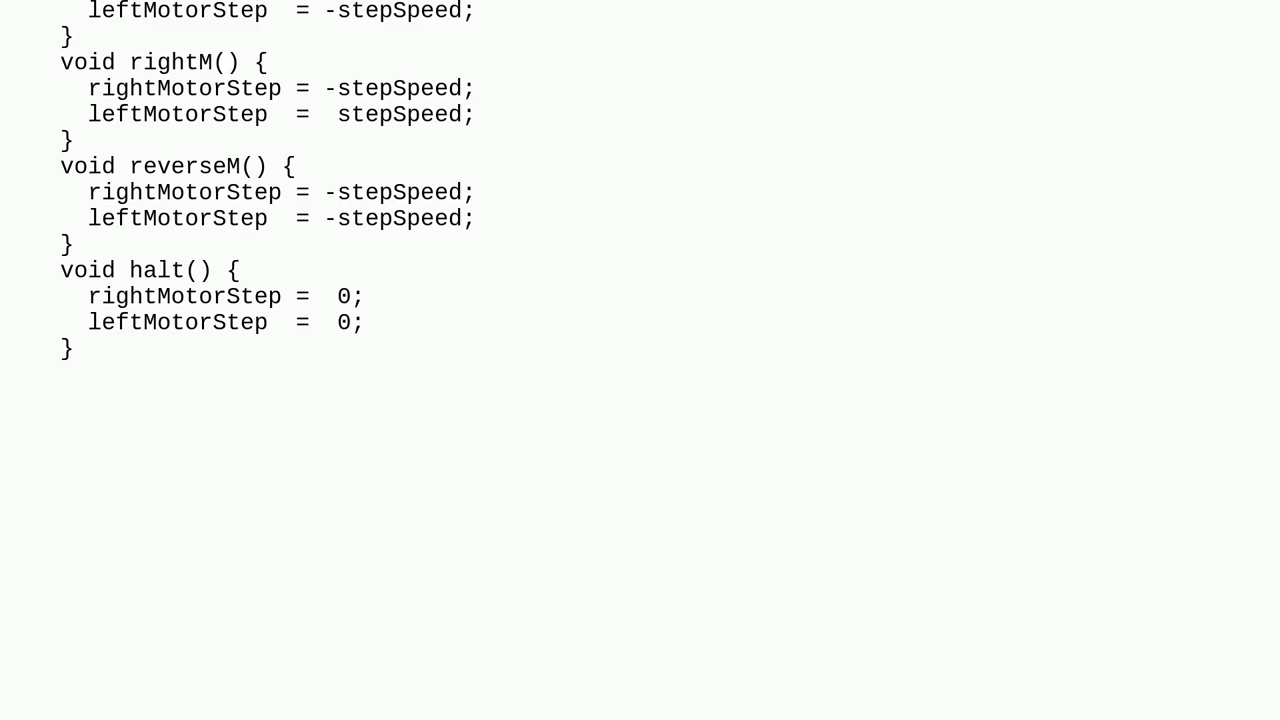 leftMotorStep  = -stepSpeed;
}
void rightM() {
  rightMotorStep = -stepSpeed;
  leftMotorStep  =  stepSpeed;
}
void reverseM() {
  rightMotorStep = -stepSpeed;
  leftMotorStep  = -stepSpeed;
}
void halt() {
  rightMotorStep =  0;
  leftMotorStep  =  0;
}